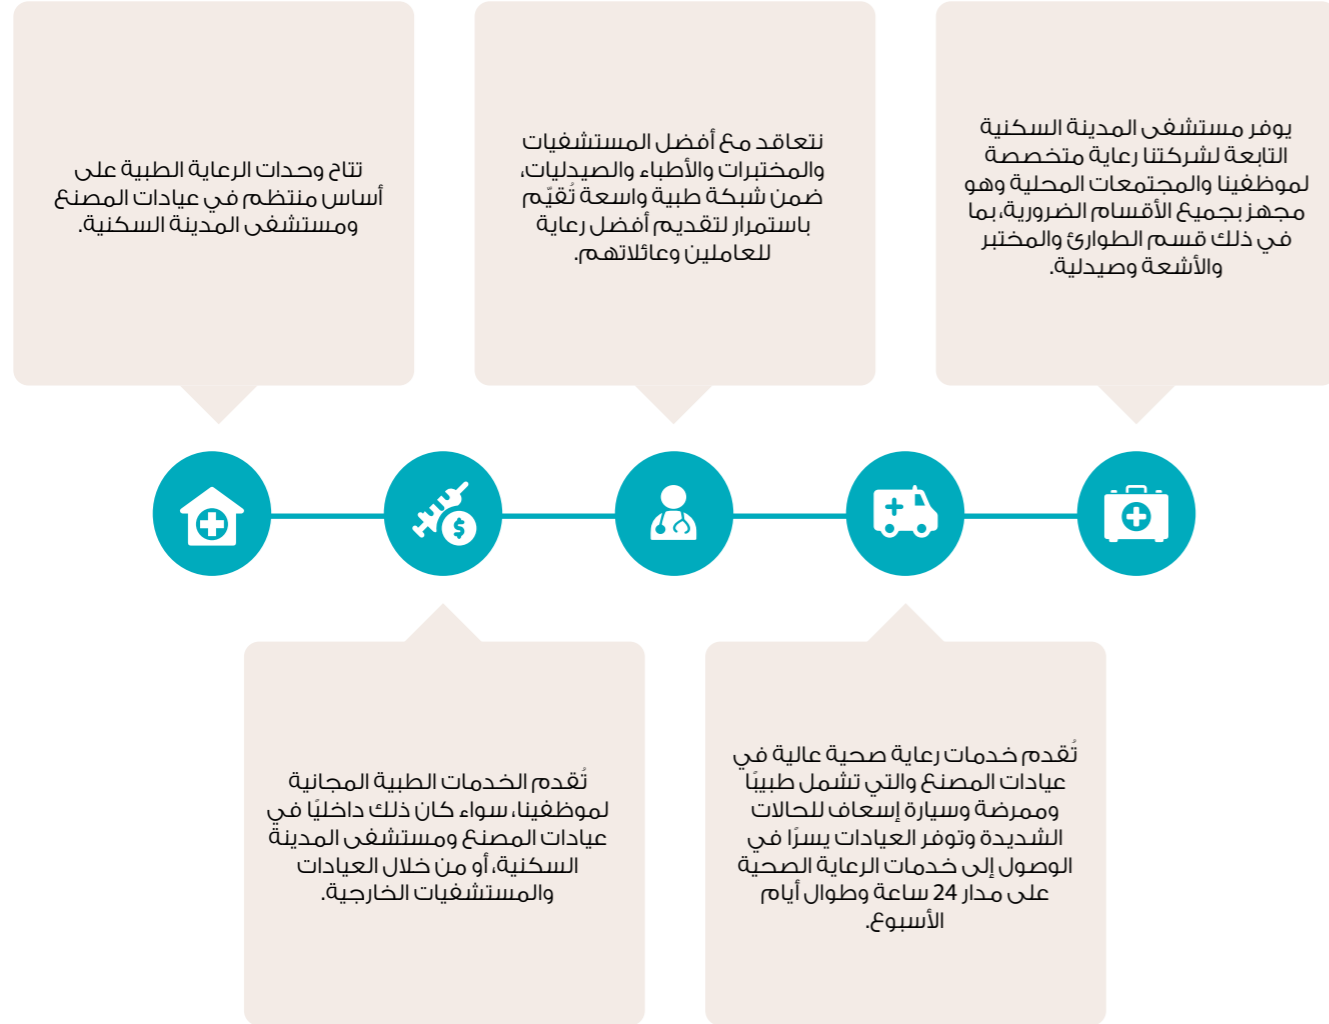 يوفر مستشفى المدينة السكنية
التابعة لشركتنا رعاية متخصصة
لموظفينا والمجتمعات المحلية وهو
مجهز بجميع الأقسام الضرورية، بما
في ذلك قسم الطوارئ والمختبر
والأشعة وصيدلية.
تُقدم خدمات رعاية صحية عالية في
عيادات المصنع والتي تشمل طبيبًا
وممرضة وسيارة إسعاف للحالات
الشديدة وتوفر العيادات يسرًا في
الوصول إلى خدمات الرعاية الصحية
على مدار 24 ساعة وطوال أيام
الأسبوع.
نتعاقد مع أفضل المستشفيات
والمختبرات والأطباء والصيدليات،
ضمن شبكة طبية واسعة تُقيّم
باستمرار لتقديم أفضل رعاية
للعاملين وعائلاتهم.
تُقدم الخدمات الطبية المجانية
لموظفينا، سواء كان ذلك داخليًا في
عيادات المصنع ومستشفى المدينة
السكنية، أو من خلال العيادات
والمستشفيات الخارجية.
تتاح وحدات الرعاية الطبية على
أساس منتظم في عيادات المصنع
ومستشفى المدينة السكنية.